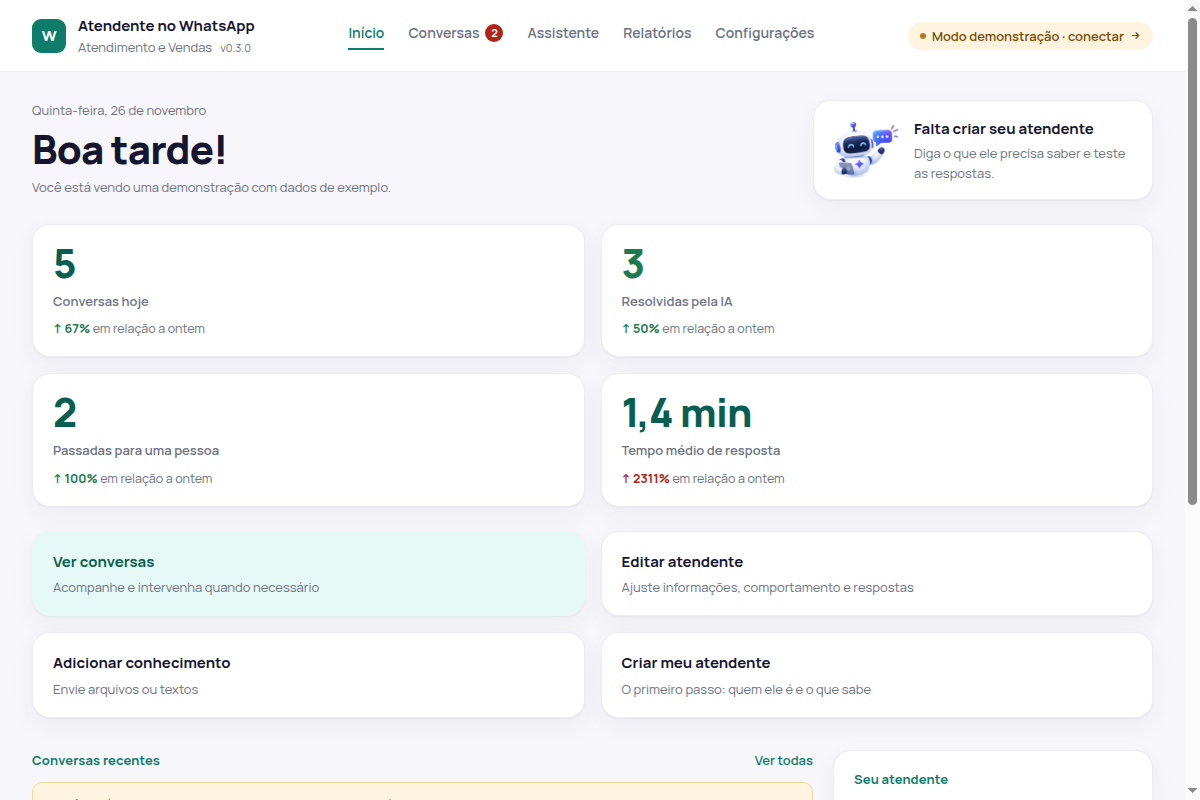 W
Atendente no WhatsApp
Atendimento e Vendas v0.3.0
Início
Conversas 2
Assistente
Relatórios
Configurações
Modo demonstração · conectar →
Quinta-feira, 26 de novembro
Boa tarde!
Você está vendo uma demonstração com dados de exemplo.
Falta criar seu atendente
Diga o que ele precisa saber e teste
as respostas.
5
Conversas hoje
↑ 67% em relação a ontem
3
Resolvidas pela IA
↑ 50% em relação a ontem
2
Passadas para uma pessoa
↑ 100% em relação a ontem
1,4 min
Tempo médio de resposta
↑ 2311% em relação a ontem
Ver conversas
Acompanhe e intervenha quando necessário
Editar atendente
Ajuste informações, comportamento e respostas
Adicionar conhecimento
Envie arquivos ou textos
Criar meu atendente
O primeiro passo: quem ele é e o que sabe
Conversas recentes
Ver todas
Seu atendente